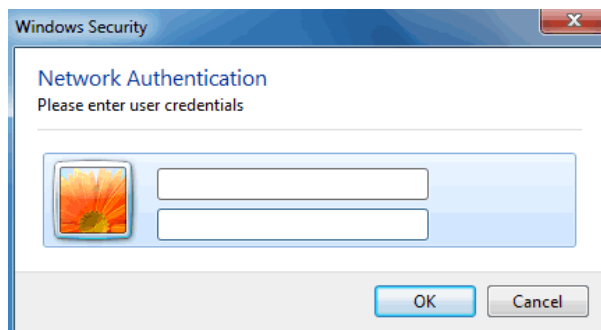 Windows Security
Network Authentication
Please enter user credentials
OK
Cancel